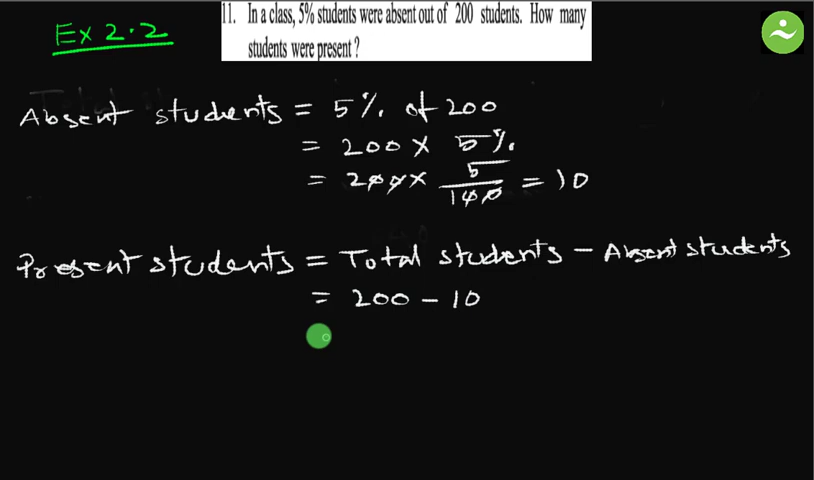 Ex 2.2
11. In a class, 5% students were absent out of 200 students. How many
students were present ?
Absent students = 5% of 200
= 200 × 5%
= 200 × 5/100 = 10
Present students = Total students - Absent students
= 200 - 10